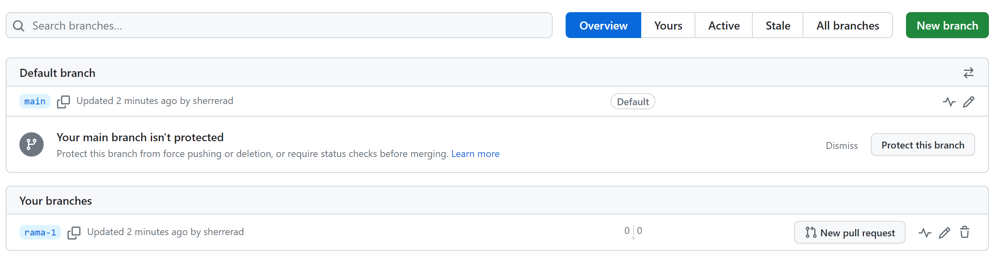 Search branches...
Overview
Yours
Active
Stale
All branches
New branch
Default branch
main
Updated 2 minutes ago by sherrerad
Default
Your main branch isn't protected
Protect this branch from force pushing or deletion, or require status checks before merging. Learn more
Dismiss
Protect this branch
Your branches
rama-1
Updated 2 minutes ago by sherrerad
0 0
New pull request